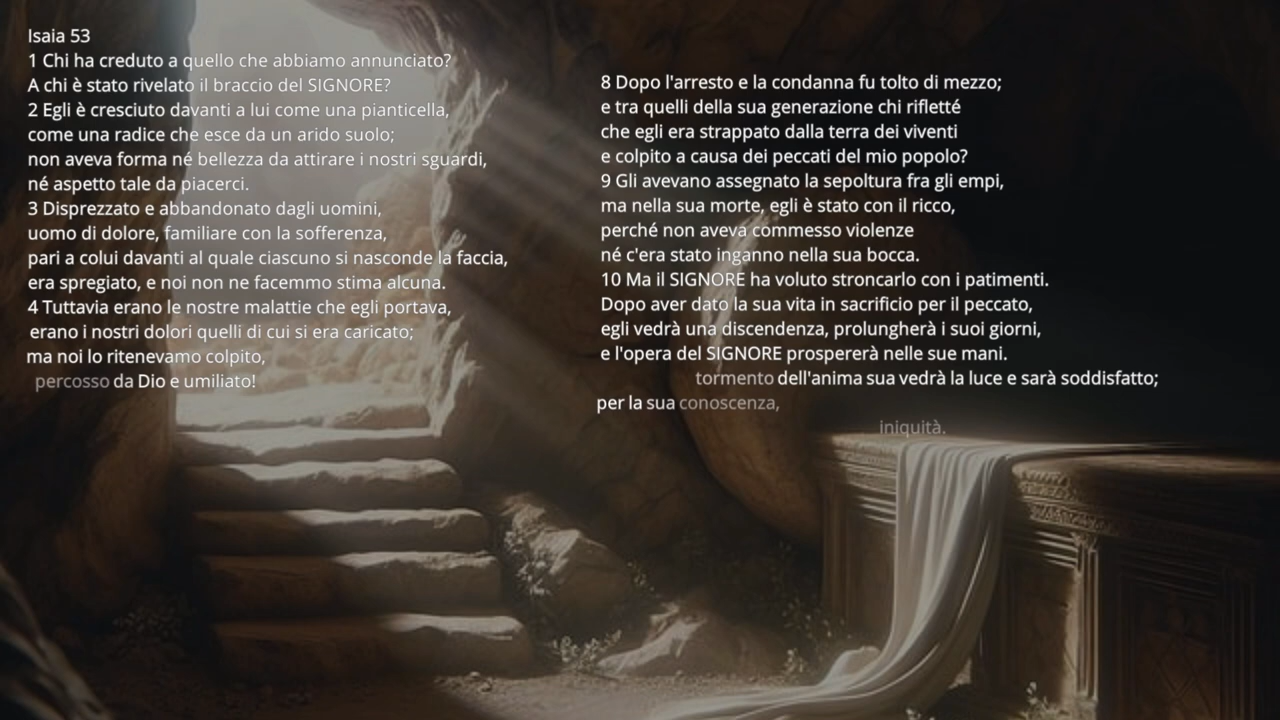 Isaia 53
1 Chi ha creduto a quello che abbiamo annunciato?
A chi è stato rivelato il braccio del SIGNORE?
2 Egli è cresciuto davanti a lui come una pianticella,
come una radice che esce da un arido suolo;
non aveva forma né bellezza da attirare i nostri sguardi,
né aspetto tale da piacerci.
3 Disprezzato e abbandonato dagli uomini,
uomo di dolore, familiare con la sofferenza,
pari a colui davanti al quale ciascuno si nasconde la faccia,
era spregiato, e noi non ne facemmo stima alcuna.
4 Tuttavia erano le nostre malattie che egli portava,
erano i nostri dolori quelli di cui si era caricato;
ma noi lo ritenevamo colpito,
percosso da Dio e umiliato!
8 Dopo l'arresto e la condanna fu tolto di mezzo;
e tra quelli della sua generazione chi rifletté
che egli era strappato dalla terra dei viventi
e colpito a causa dei peccati del mio popolo?
9 Gli avevano assegnato la sepoltura fra gli empi,
ma nella sua morte, egli è stato con il ricco,
perché non aveva commesso violenze
né c'era stato inganno nella sua bocca.
10 Ma il SIGNORE ha voluto stroncarlo con i patimenti.
Dopo aver dato la sua vita in sacrificio per il peccato,
egli vedrà una discendenza, prolungherà i suoi giorni,
e l'opera del SIGNORE prospererà nelle sue mani.
tormento dell'anima sua vedrà la luce e sarà soddisfatto;
per la sua conoscenza,
iniquità.